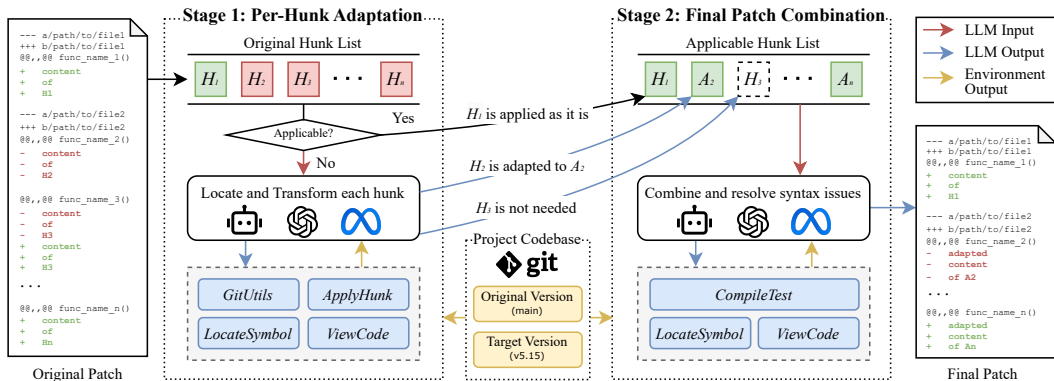 --- a/path/to/file1
+++ b/path/to/file1
@@,,@@ func_name_1()
+ content
+ of
+ H1
--- a/path/to/file2
+++ b/path/to/file2
@@,,@@ func_name_2()
- content
- of
- H2
@@,,@@ func_name_3()
- content
- of
- H3
+ content
+ of
+ H3
...
@@,,@@ func_name_n()
+ content
+ of
+ Hn
Original Patch
Stage 1: Per-Hunk Adaptation
Original Hunk List
H1 H2 H3 · · · Hn
Applicable?
Yes
No
Locate and Transform each hunk
GitUtils
ApplyHunk
LocateSymbol
ViewCode
H1 is applied as it is
H2 is adapted to A2
H3 is not needed
Project Codebase
git
Original Version
(main)
Target Version
(v5.15)
Stage 2: Final Patch Combination
Applicable Hunk List
H1 A2 H3 · · · An
Combine and resolve syntax issues
CompileTest
LocateSymbol
ViewCode
LLM Input
LLM Output
Environment
Output
--- a/path/to/file1
+++ b/path/to/file1
@@,,@@ func_name_1()
+ content
+ of
+ H1
--- a/path/to/file2
+++ b/path/to/file2
@@,,@@ func_name_2()
- adapted
- content
- of A2
...
@@,,@@ func_name_n()
+ adapted
+ content
+ of An
Final Patch